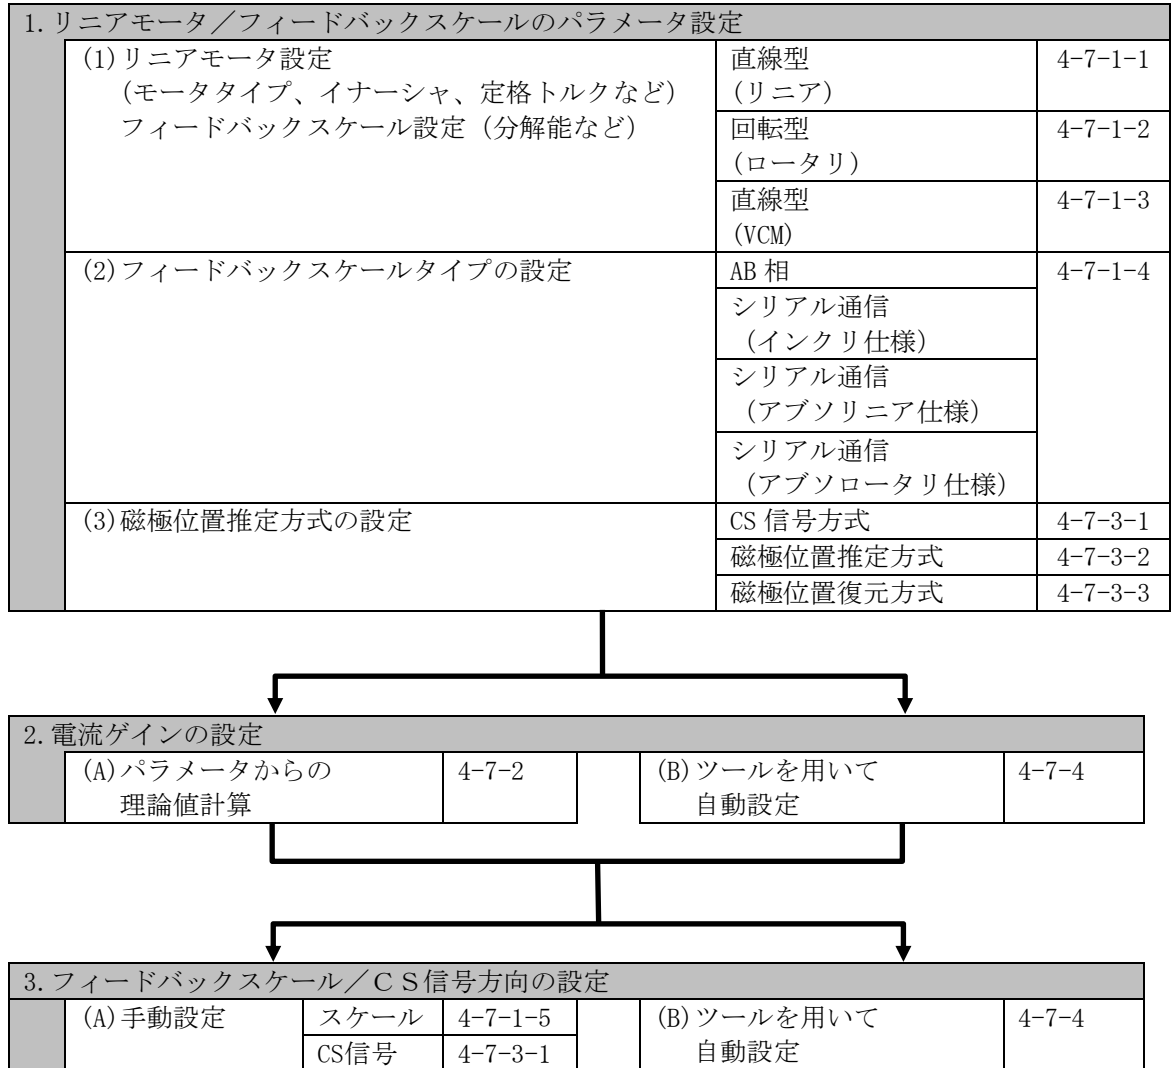 1.リニアモータ／フィードバックスケールのパラメータ設定
(1)リニアモータ設定
(モータタイプ、イナーシャ、定格トルクなど)
フィードバックスケール設定（分解能など）
直線型
(リニア)
4-7-1-1
回転型
(ロータリ)
4-7-1-2
直線型
(VCM)
4-7-1-3
(2)フィードバックスケールタイプの設定
AB相
4-7-1-4
シリアル通信
（インクリ仕様）
シリアル通信
（アブソリニア仕様）
シリアル通信
（アブソロータリ仕様）
(3)磁極位置推定方式の設定
CS信号方式
4-7-3-1
磁極位置推定方式
4-7-3-2
磁極位置復元方式
4-7-3-3
2.電流ゲインの設定
(A)パラメータからの
理論値計算
4-7-2
(B)ツールを用いて
自動設定
4-7-4
3.フィードバックスケール／ＣＳ信号方向の設定
(A)手動設定
スケール
4-7-1-5
CS信号
4-7-3-1
(B)ツールを用いて
自動設定
4-7-4